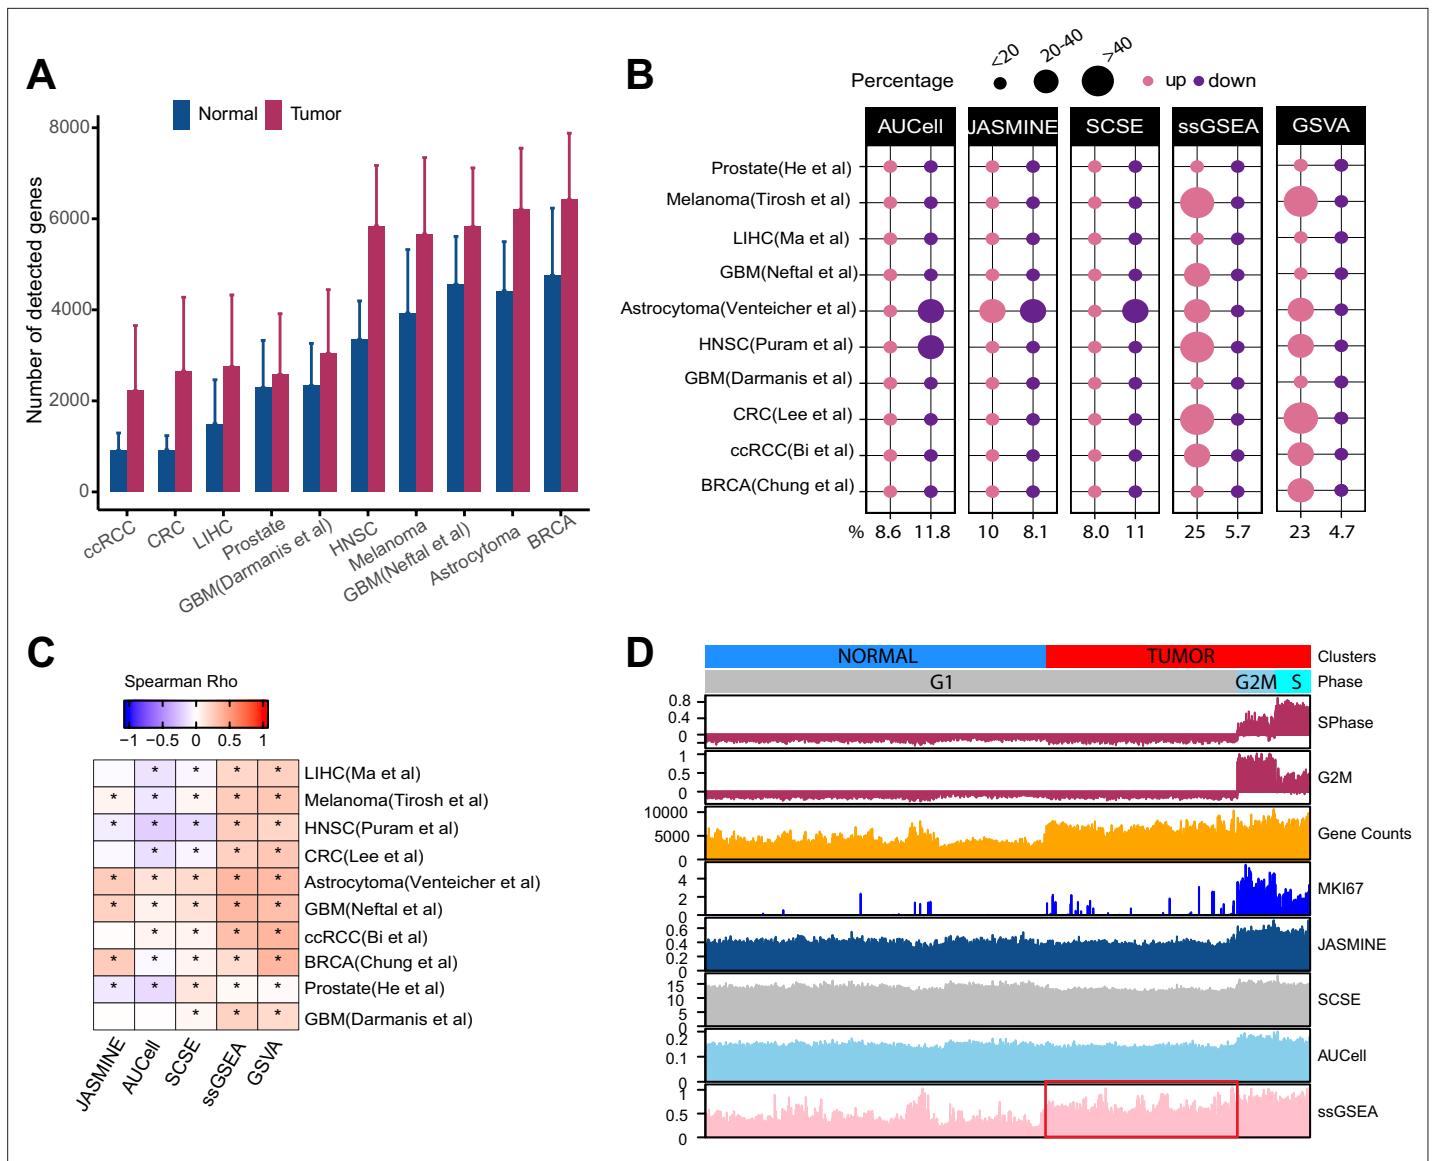 A
Normal
Tumor
Number of detected genes
8000
6000
4000
2000
0
ccRCC
CRC
LIHC
Prostate
GBM(Darmanis et al)
HNSC
Melanoma
GBM(Neftal et al)
Astrocytoma
BRCA
B
Percentage
<20
20-40
>40
up
down
AUCell
JASMINE
SCSE
ssGSEA
GSVA
Prostate(He et al)
Melanoma(Tirosh et al)
LIHC(Ma et al)
GBM(Neftal et al)
Astrocytoma(Venteicher et al)
HNSC(Puram et al)
GBM(Darmanis et al)
CRC(Lee et al)
ccRCC(Bi et al)
BRCA(Chung et al)
% 8.6 11.8 10 8.1 8.0 11 25 5.7 23 4.7
C
Spearman Rho
−1 −0.5 0 0.5 1
* * * * LIHC(Ma et al)
* * * * * Melanoma(Tirosh et al)
* * * * * HNSC(Puram et al)
* * * * CRC(Lee et al)
* * * * * Astrocytoma(Venteicher et al)
* * * * * GBM(Neftal et al)
* * * * ccRCC(Bi et al)
* * * * * BRCA(Chung et al)
* * * * * Prostate(He et al)
* * * GBM(Darmanis et al)
JASMINE
AUCell
SCSE
ssGSEA
GSVA
D
NORMAL TUMOR Clusters
G1 G2M S Phase
0.8
0.4
0
SPhase
1
0.5
0
G2M
10000
5000
0
Gene Counts
4
2
0
MKI67
0.6
0.4
0.2
0
JASMINE
15
10
5
0
SCSE
0.2
0.1
0
AUCell
1
0.5
0
ssGSEA